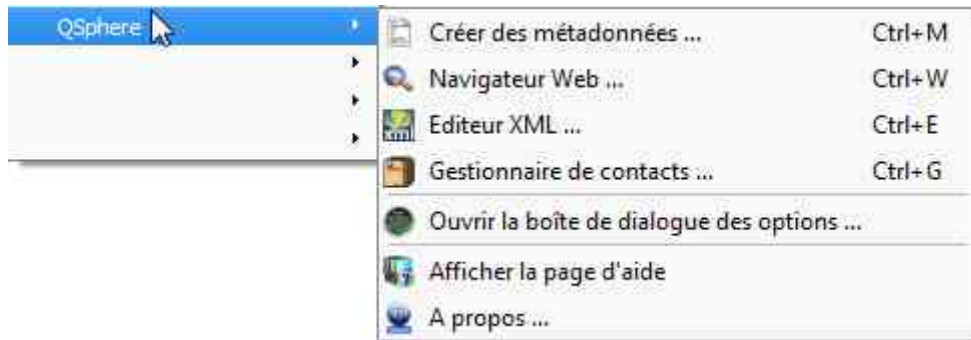 QSphere
Créer des métadonnées ... Ctrl+M
Navigateur Web ... Ctrl+W
Editeur XML ... Ctrl+E
Gestionnaire de contacts ... Ctrl+G
Ouvrir la boîte de dialogue des options ...
Afficher la page d'aide
A propos ...